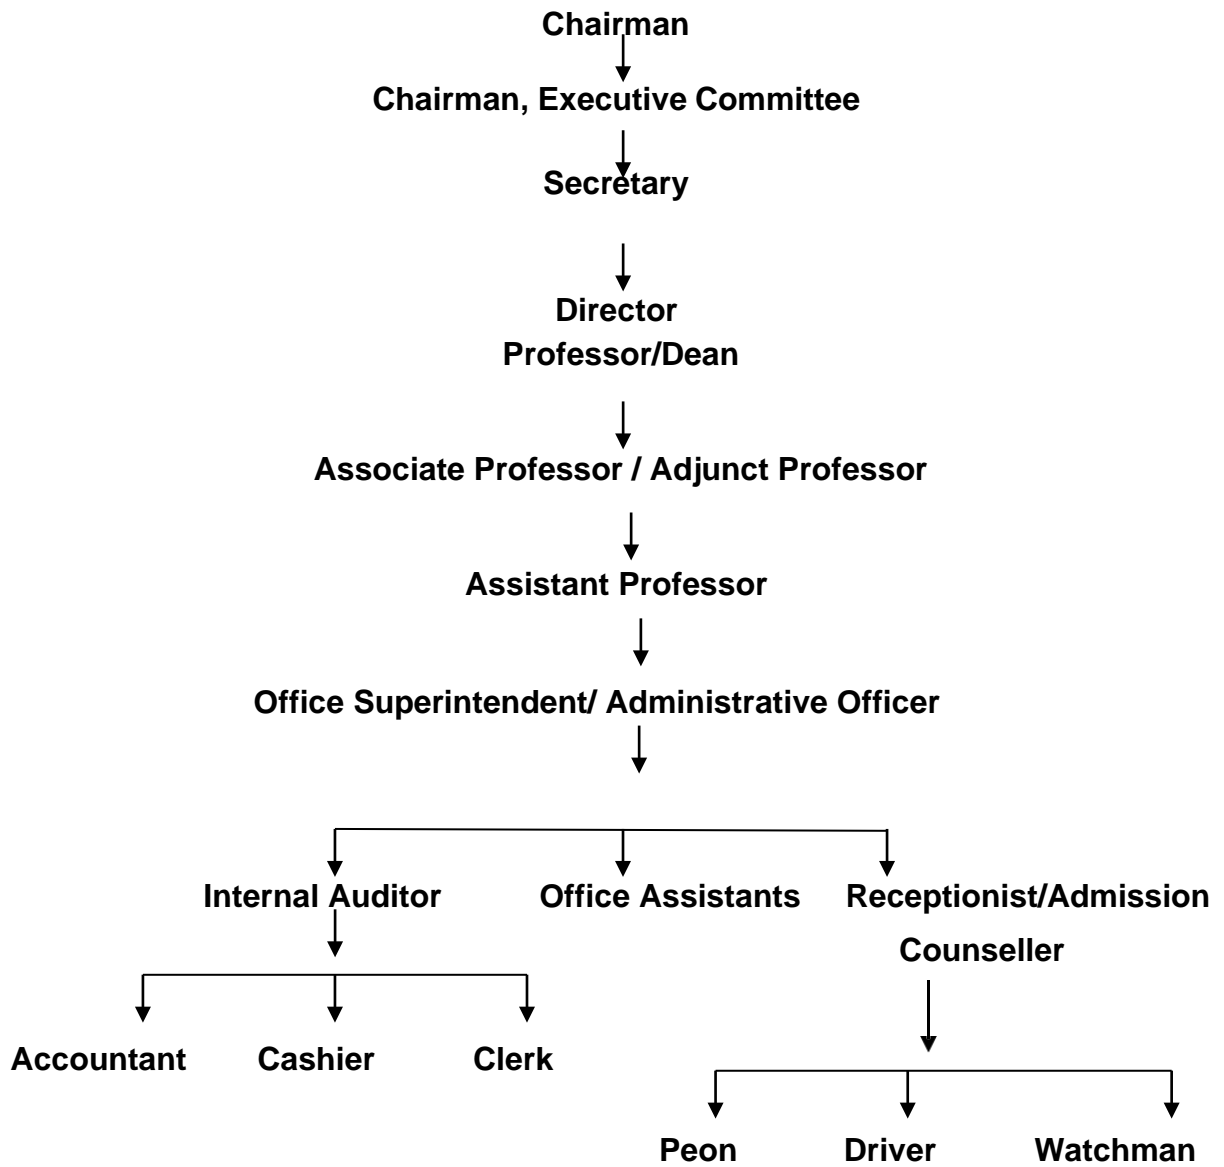 Chairman
Chairman, Executive Committee
Secretary
Director
Professor/Dean
Associate Professor / Adjunct Professor
Assistant Professor
Office Superintendent/ Administrative Officer
Internal Auditor
Office Assistants
Receptionist/Admission
Counseller
Accountant
Cashier
Clerk
Peon
Driver
Watchman